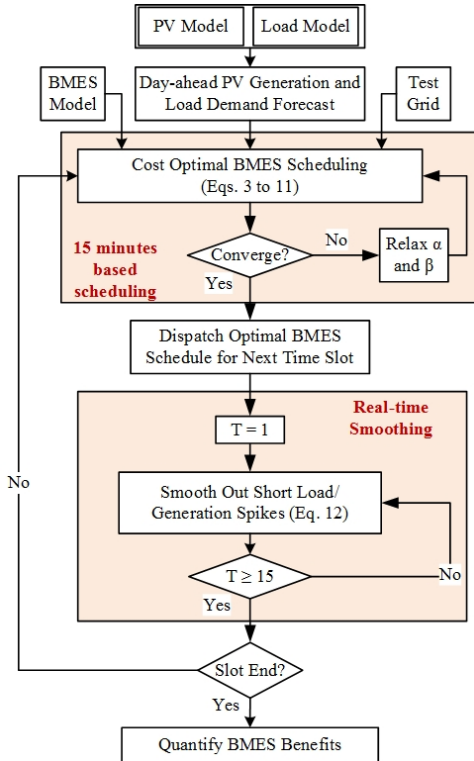 PV Model
Load Model
BMES
Model
Day-ahead PV Generation and
Load Demand Forecast
Test
Grid
Cost Optimal BMES Scheduling
(Eqs. 3 to 11)
15 minutes
based
scheduling
Converge?
No
Relax α
and β
Yes
Dispatch Optimal BMES
Schedule for Next Time Slot
Real-time
Smoothing
T = 1
No
Smooth Out Short Load/
Generation Spikes (Eq. 12)
T ≥ 15
No
Yes
Slot End?
Yes
Quantify BMES Benefits